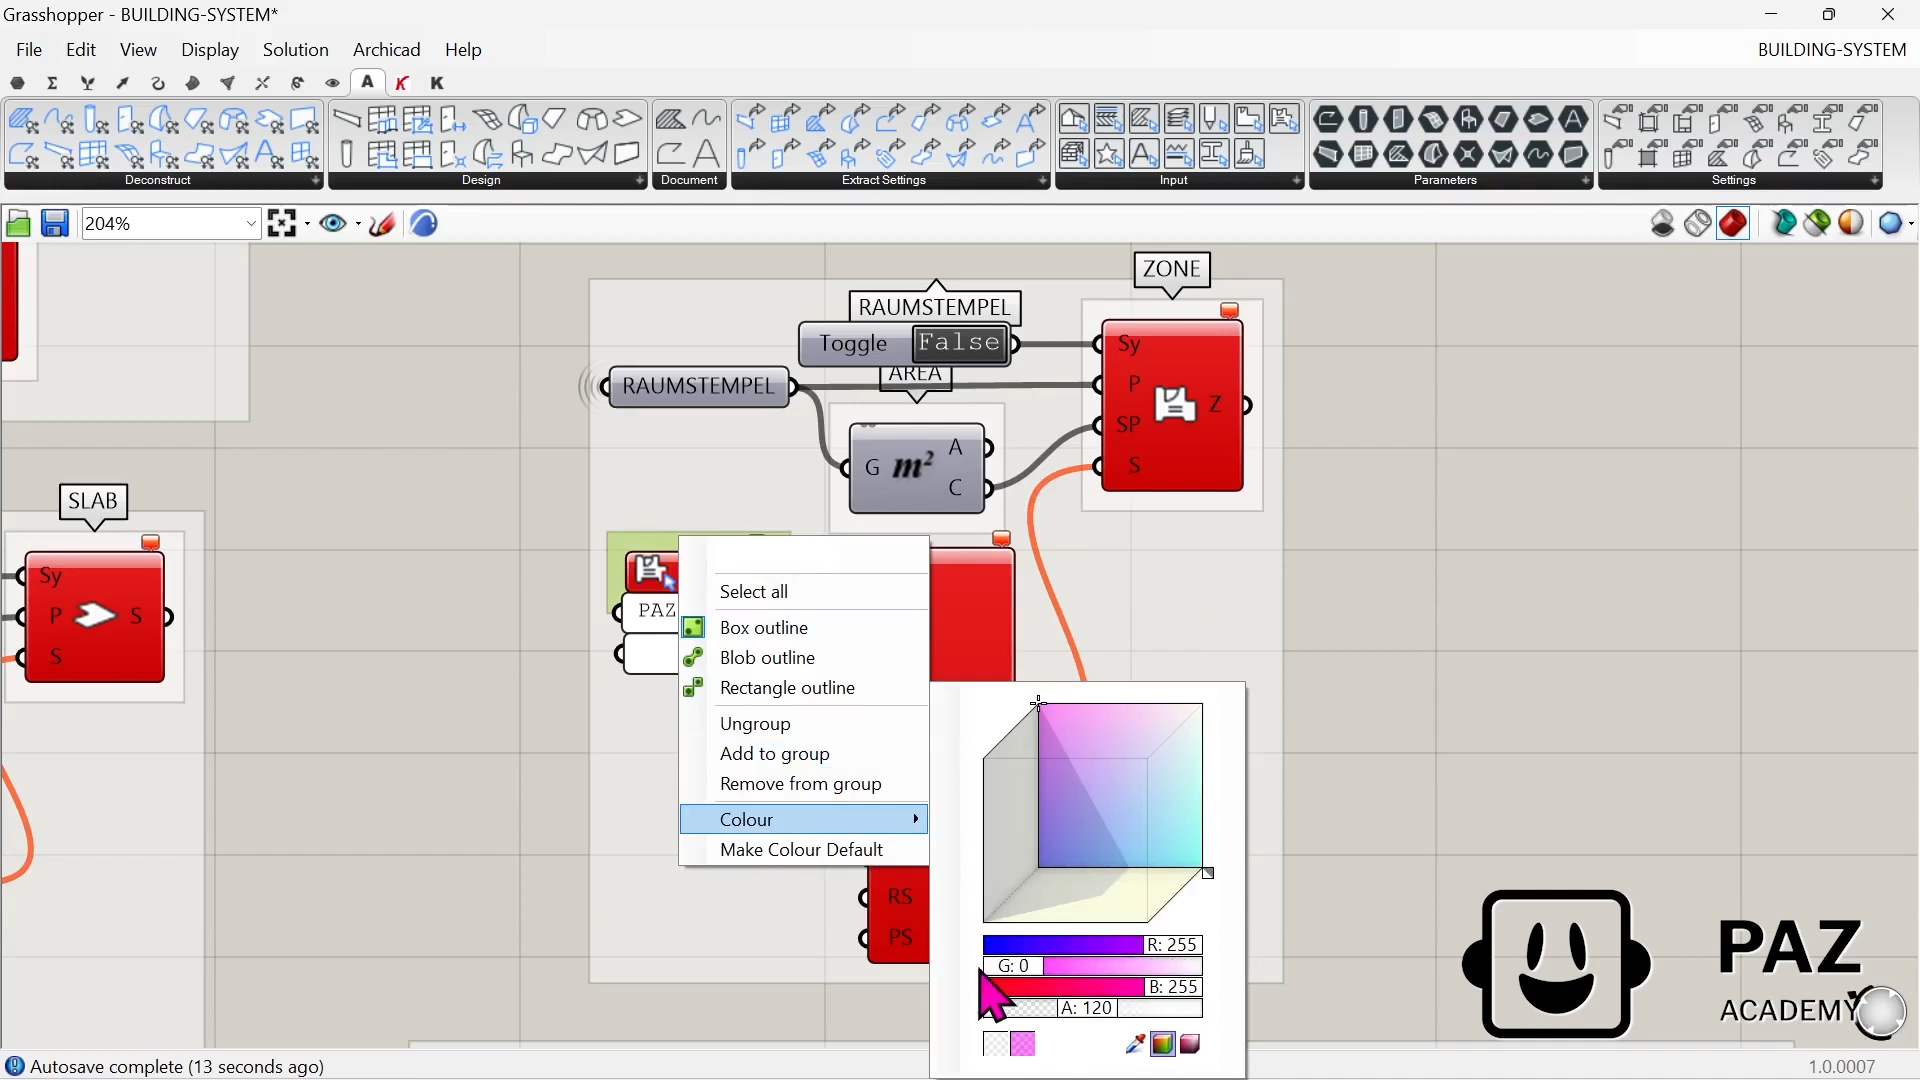 Grasshopper - BUILDING-SYSTEM*
File Edit View Display Solution Archicad Help BUILDING-SYSTEM
Σ A K K
Deconstruct Design Document Extract Settings Input Parameters Settings
204%
ZONE
RAUMSTEMPEL
Toggle False
Sy
RAUMSTEMPEL
AREA
P
Z
SP
A
G m²
S
C
SLAB
Sy
P S
S
PAZ
Select all
Box outline
Blob outline
Rectangle outline
Ungroup
Add to group
Remove from group
Colour
Make Colour Default
RS
PS
R: 255
G: 0
B: 255
A: 120
PAZ
ACADEMY
Autosave complete (13 seconds ago)
1.0.0007